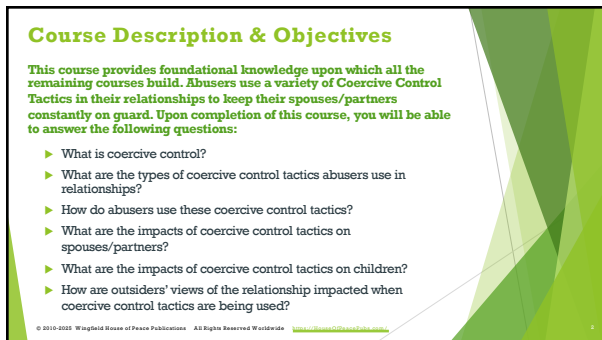 Course Description & Objectives
This course provides foundational knowledge upon which all the
remaining courses build. Abusers use a variety of Coercive Control
Tactics in their relationships to keep their spouses/partners
constantly on guard. Upon completion of this course, you will be able
to answer the following questions:
What is coercive control?
What are the types of coercive control tactics abusers use in
relationships?
How do abusers use these coercive control tactics?
What are the impacts of coercive control tactics on
spouses/partners?
What are the impacts of coercive control tactics on children?
How are outsiders' views of the relationship impacted when
coercive control tactics are being used?
© 2010-2025 Wingfield House of Peace Publications All Rights Reserved Worldwide https://HouseOfPeacePubs.com/
2